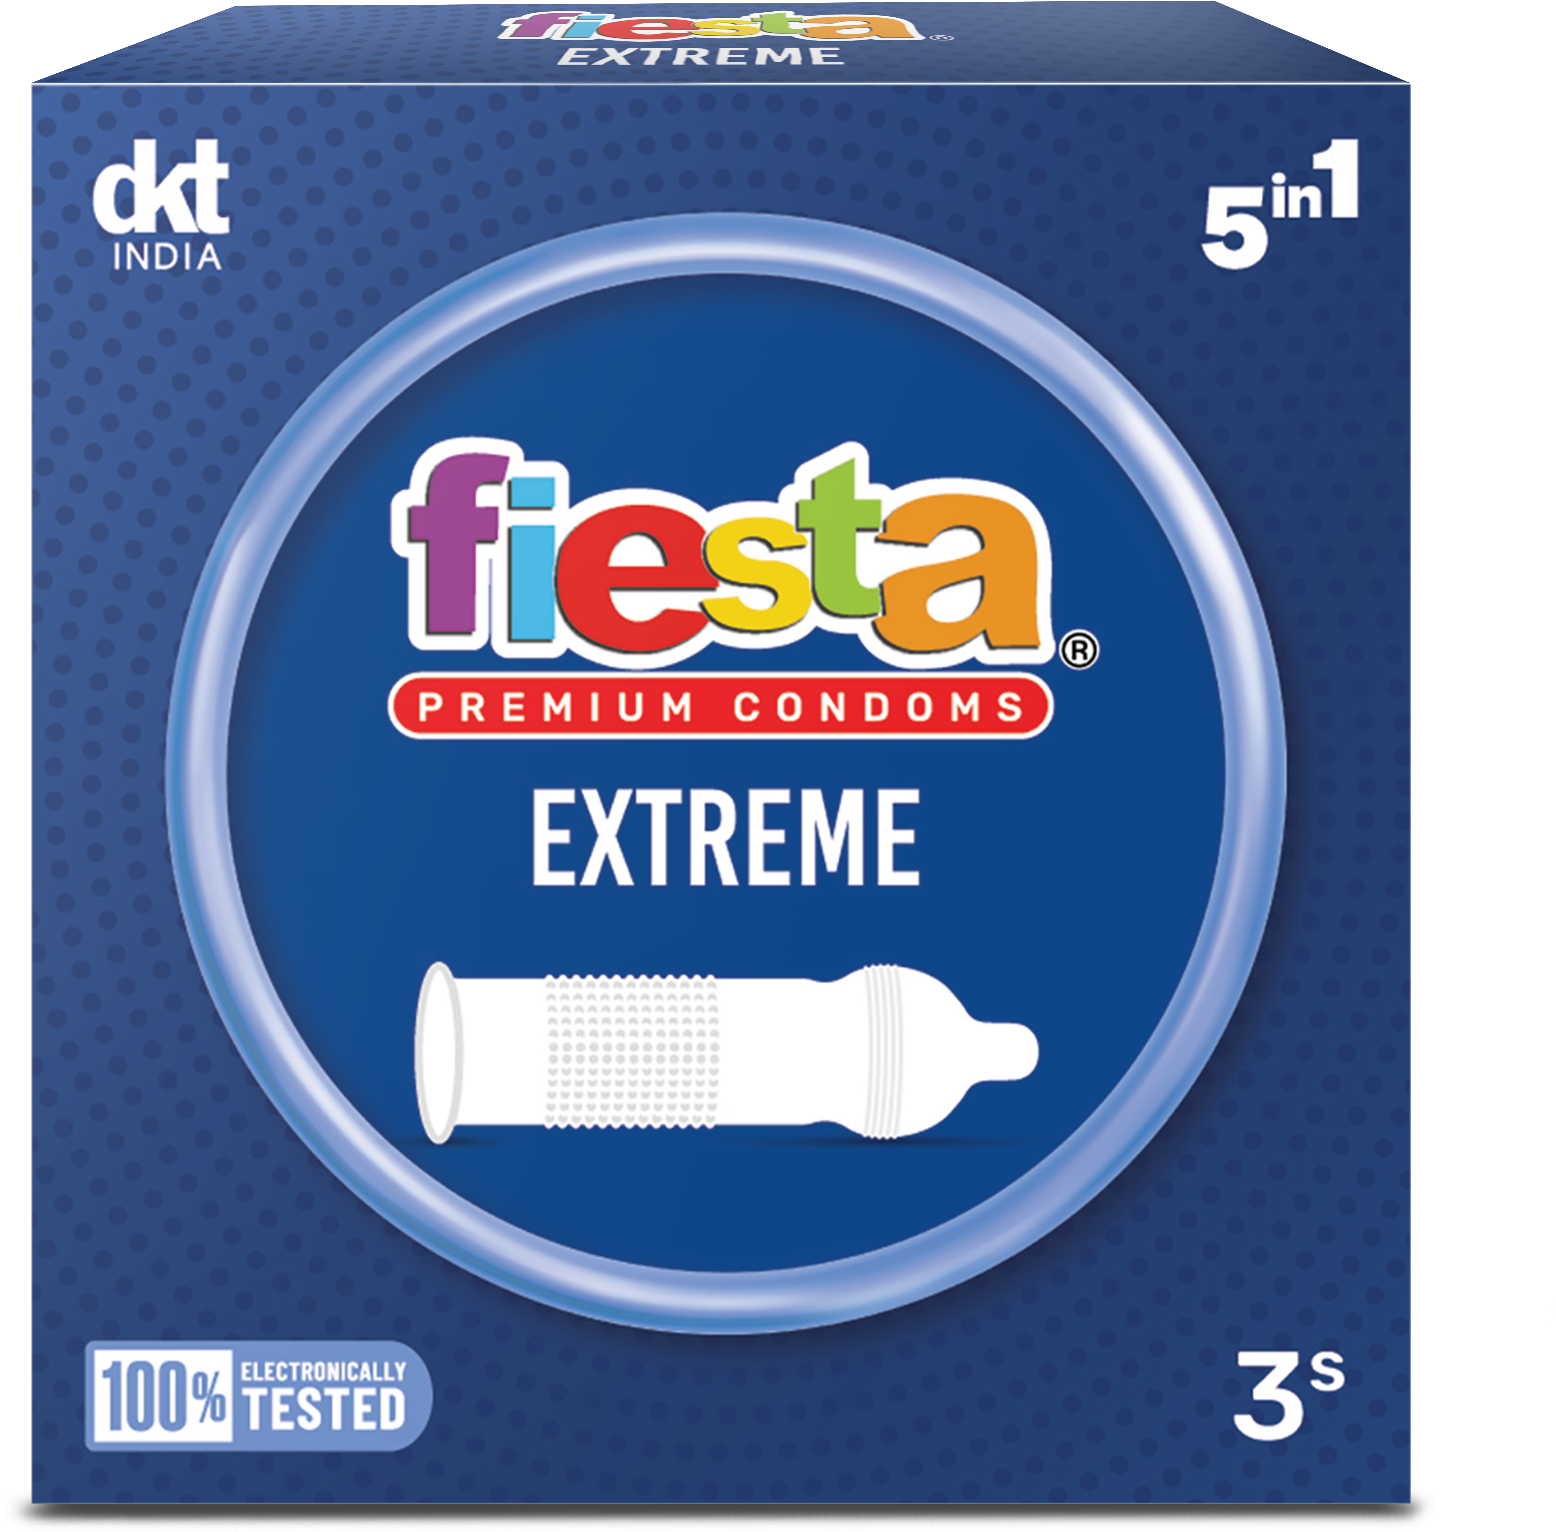 fiesta®
EXTREME
dkt
INDIA
5in1
fiesta®
PREMIUM CONDOMS
EXTREME
100% ELECTRONICALLY
TESTED
3s